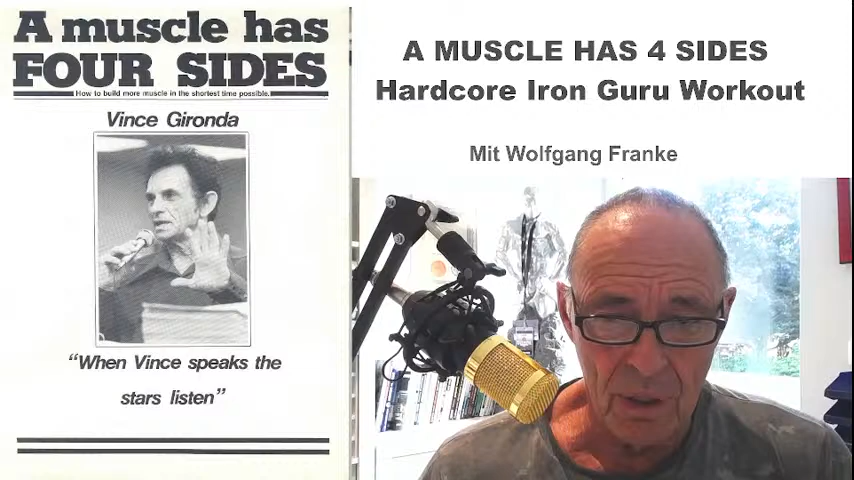 A muscle has
FOUR SIDES
How to build more muscle in the shortest time possible.
Vince Gironda
“When Vince speaks the
stars listen”
A MUSCLE HAS 4 SIDES
Hardcore Iron Guru Workout
Mit Wolfgang Franke